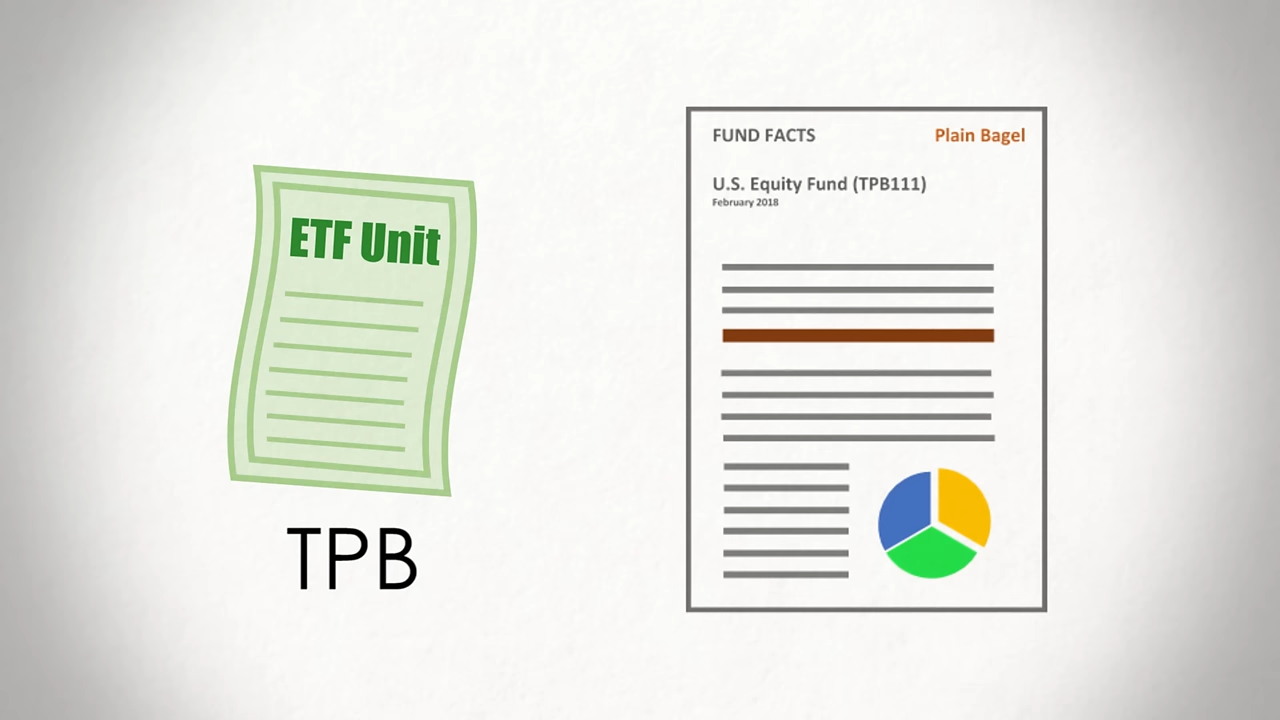 ETF Unit
TPB
FUND FACTS
Plain Bagel
U.S. Equity Fund (TPB111)
February 2018